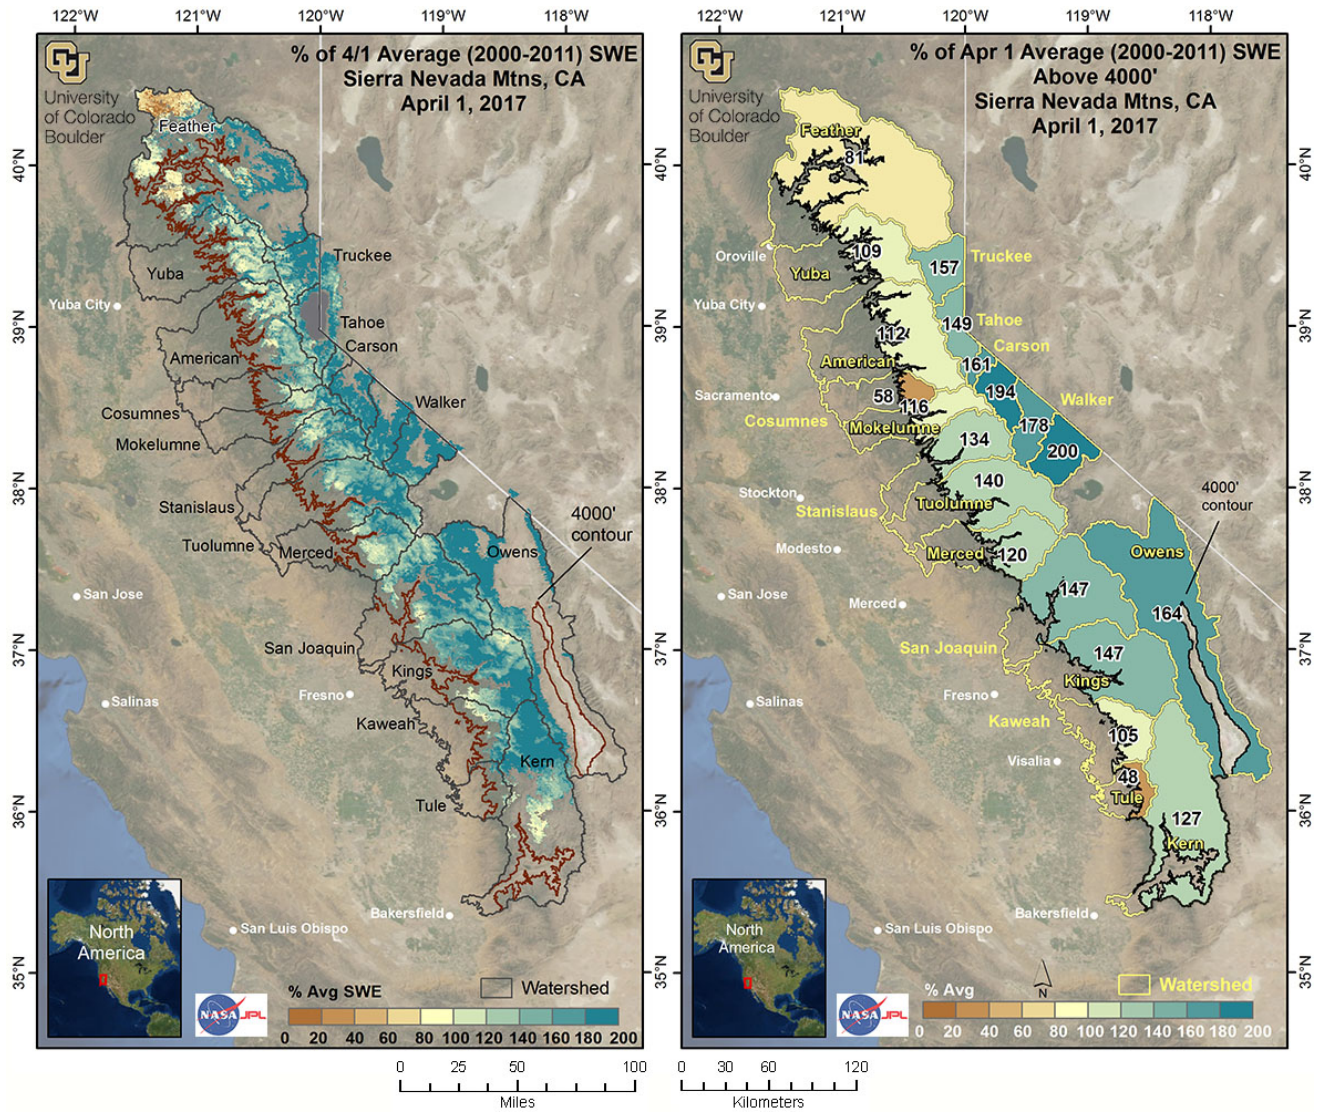 122°W 121°W 120°W 119°W 118°W
% of 4/1 Average (2000-2011) SWE
Sierra Nevada Mtns, CA
April 1, 2017
CU
University
of Colorado
Boulder
40°N
39°N
38°N
37°N
36°N
35°N
Feather
Yuba
Truckee
Yuba City
Tahoe
Carson
American
Walker
Cosumnes
Mokelumne
Stanislaus
Tuolumne
Merced
Owens
4000'
contour
San Jose
San Joaquin
Kings
Fresno
Salinas
Kaweah
Kern
Tule
Bakersfield
San Luis Obispo
North
America
NASA JPL
% Avg SWE
Watershed
0 20 40 60 80 100 120 140 160 180 200
0 25 50 100
Miles
122°W 121°W 120°W 119°W 118°W
% of Apr 1 Average (2000-2011) SWE
Above 4000'
Sierra Nevada Mtns, CA
April 1, 2017
CU
University
of Colorado
Boulder
40°N
39°N
38°N
37°N
36°N
35°N
Feather
81
Oroville
109
Truckee
157
Yuba
Yuba City
149
Tahoe
112
Carson
American
161
Sacramento
58
194
Walker
116
Cosumnes
Mokelumne
178
134
200
140
Stockton
Tuolumne
Stanislaus
4000'
contour
Modesto
Merced
120
Owens
San Jose
Merced
147
164
San Joaquin
147
Kings
Fresno
Salinas
Kaweah
105
Visalia
48
Tule
127
Kern
Bakersfield
San Luis Obispo
North
America
NASA JPL
N
% Avg
Watershed
0 20 40 60 80 100 120 140 160 180 200
0 30 60 120
Kilometers